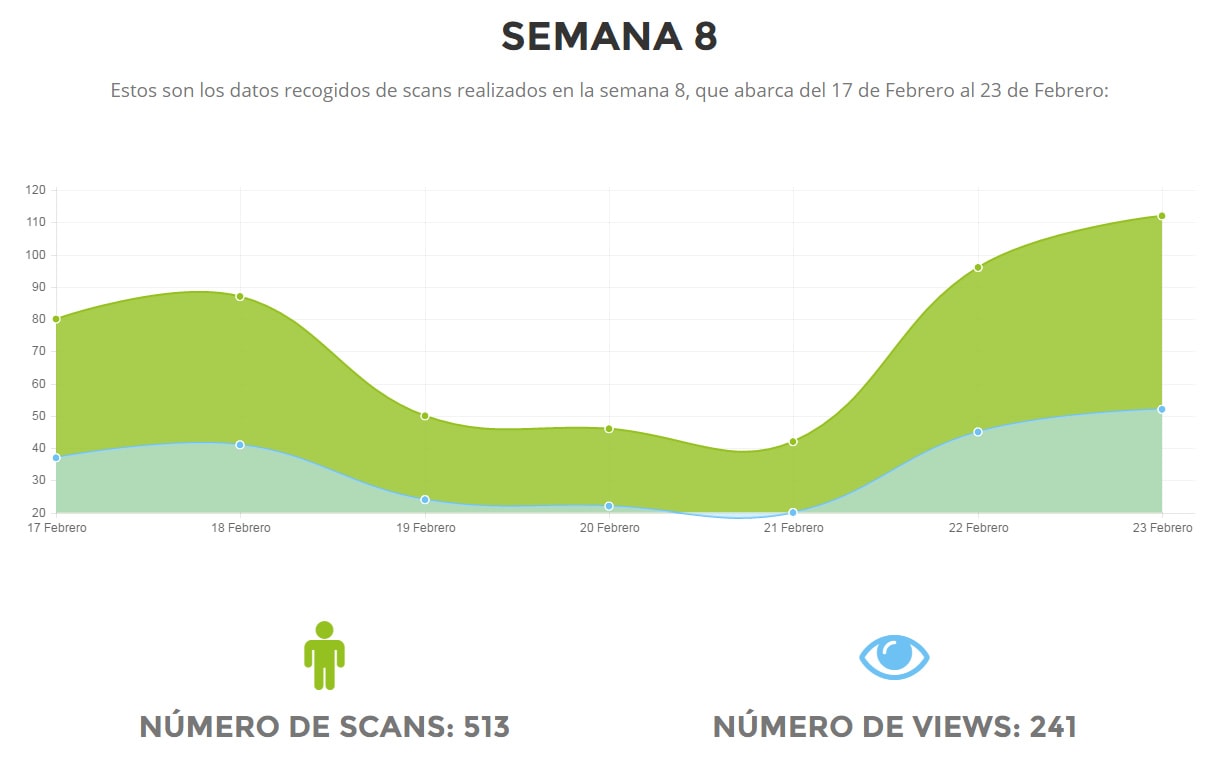 SEMANA 8
Estos son los datos recogidos de scans realizados en la semana 8, que abarca del 17 de Febrero al 23 de Febrero:
120
110
100
90
80
70
60
50
40
30
20
17 Febrero 18 Febrero 19 Febrero 20 Febrero 21 Febrero 22 Febrero 23 Febrero
NÚMERO DE SCANS: 513 NÚMERO DE VIEWS: 241